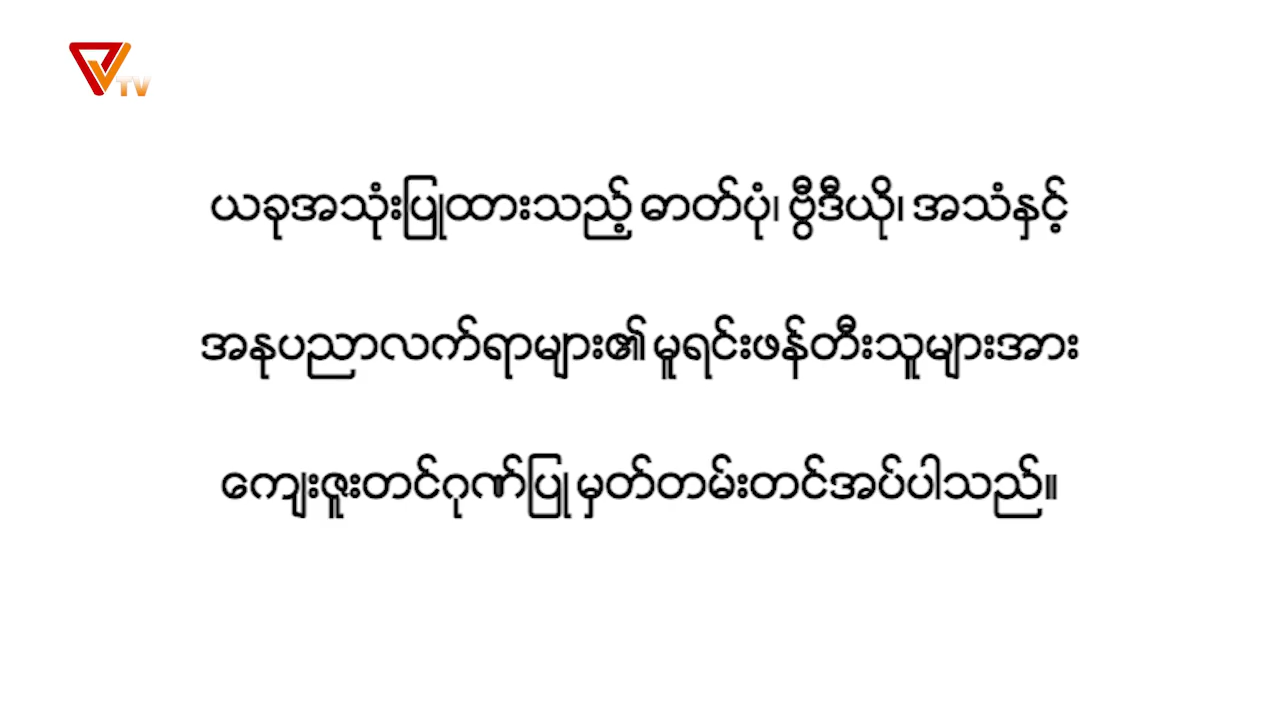 TV
ယခုအသုံးပြုထားသည့် ဓာတ်ပုံ၊ ဗွီဒီယို၊ အသံနှင့်
အနုပညာလက်ရာများ၏ မူရင်းဖန်တီးသူများအား
ကျေးဇူးတင်ဂုဏ်ပြု မှတ်တမ်းတင်အပ်ပါသည်။